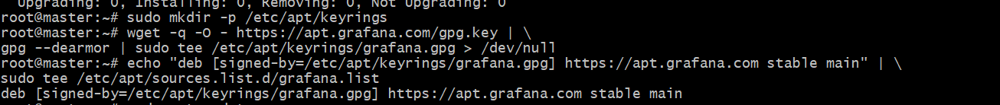 Upgrading: 0, Installing: 0, Removing: 0, Not Upgrading: 0
root@master:~# sudo mkdir -p /etc/apt/keyrings
root@master:~# wget -q -O - https://apt.grafana.com/gpg.key | \
gpg --dearmor | sudo tee /etc/apt/keyrings/grafana.gpg > /dev/null
root@master:~# echo "deb [signed-by=/etc/apt/keyrings/grafana.gpg] https://apt.grafana.com stable main" | \
sudo tee /etc/apt/sources.list.d/grafana.list
deb [signed-by=/etc/apt/keyrings/grafana.gpg] https://apt.grafana.com stable main